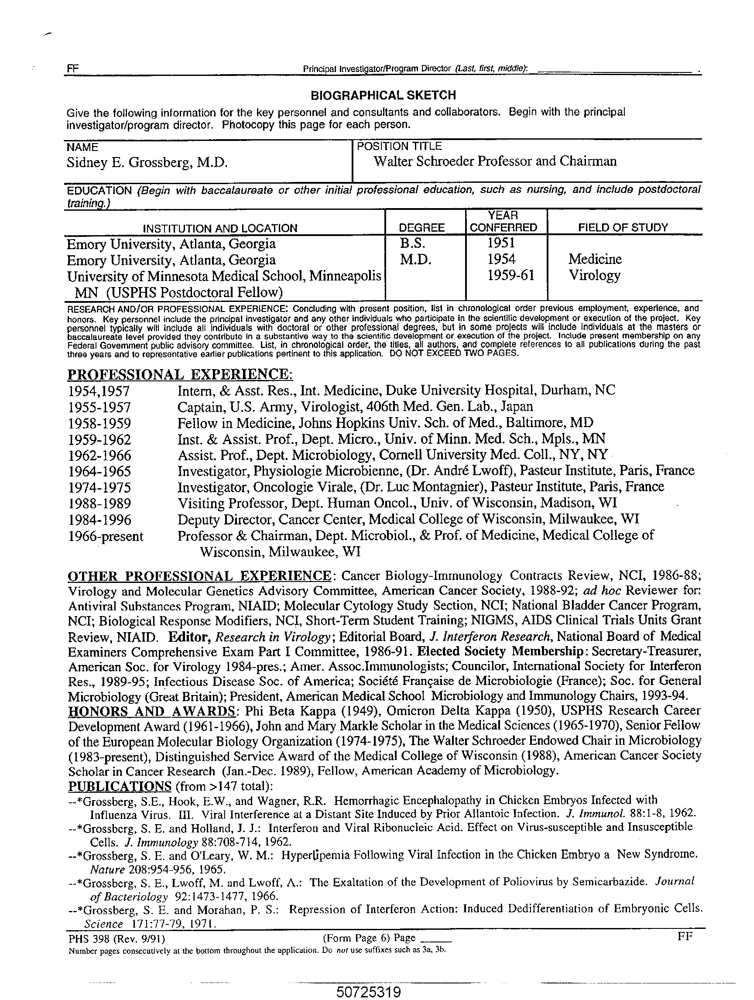 FF Principal Investigator/Program Director (Last, first, middle):
BIOGRAPHICAL SKETCH
Give the following information for the key personnel and consultants and collaborators. Begin with the principal
investigator/program director. Photocopy this page for each person.
NAME POSITION TITLE
Sidney E. Grossberg, M.D. Walter Schroeder Professor and Chairman
EDUCATION (Begin with baccalaureate or other initial professional education, such as nursing, and include postdoctoral
training.)
INSTITUTION AND LOCATION DEGREE YEAR CONFERRED FIELD OF STUDY
Emory University, Atlanta, Georgia B.S. 1951
Emory University, Atlanta, Georgia M.D. 1954 Medicine
University of Minnesota Medical School, Minneapolis 1959-61 Virology
MN (USPHS Postdoctoral Fellow)
RESEARCH AND/OR PROFESSIONAL EXPERIENCE: Concluding with present position, list in chronological order previous employment, experience, and
honors. Key personnel include the principal investigator and any other individuals who participate in the scientific development or execution of the project. Key
personnel typically will include all individuals with doctoral or other professional degrees, but in some projects will include individuals at the masters or
baccalaureate level provided they contribute in a substantive way to the scientific development or execution of the project. Include present membership on any
Federal Government public advisory committee. List, in chronological order, the titles, all authors, and complete references to all publications during the past
three years and to representative earlier publications pertinent to this application. DO NOT EXCEED TWO PAGES.
PROFESSIONAL EXPERIENCE:
1954,1957 Intern, & Asst. Res., Int. Medicine, Duke University Hospital, Durham, NC
1955-1957 Captain, U.S. Army, Virologist, 406th Med. Gen. Lab., Japan
1958-1959 Fellow in Medicine, Johns Hopkins Univ. Sch. of Med., Baltimore, MD
1959-1962 Inst. & Assist. Prof., Dept. Micro., Univ. of Minn. Med. Sch., Mpls., MN
1962-1966 Assist. Prof., Dept. Microbiology, Cornell University Med. Coll., NY, NY
1964-1965 Investigator, Physiologie Microbienne, (Dr. André Lwoff), Pasteur Institute, Paris, France
1974-1975 Investigator, Oncologie Virale, (Dr. Luc Montagnier), Pasteur Institute, Paris, France
1988-1989 Visiting Professor, Dept. Human Oncol., Univ. of Wisconsin, Madison, WI
1984-1996 Deputy Director, Cancer Center, Medical College of Wisconsin, Milwaukee, WI
1966-present Professor & Chairman, Dept. Microbiol., & Prof. of Medicine, Medical College of
Wisconsin, Milwaukee, WI
OTHER PROFESSIONAL EXPERIENCE: Cancer Biology-Immunology Contracts Review, NCI, 1986-88;
Virology and Molecular Genetics Advisory Committee, American Cancer Society, 1988-92; ad hoc Reviewer for:
Antiviral Substances Program, NIAID; Molecular Cytology Study Section, NCI; National Bladder Cancer Program,
NCI; Biological Response Modifiers, NCI, Short-Term Student Training; NIGMS, AIDS Clinical Trials Units Grant
Review, NIAID. Editor, Research in Virology; Editorial Board, J. Interferon Research, National Board of Medical
Examiners Comprehensive Exam Part I Committee, 1986-91. Elected Society Membership: Secretary-Treasurer,
American Soc. for Virology 1984-pres.; Amer. Assoc.Immunologists; Councilor, International Society for Interferon
Res., 1989-95; Infectious Disease Soc. of America; Société Française de Microbiologie (France); Soc. for General
Microbiology (Great Britain); President, American Medical School Microbiology and Immunology Chairs, 1993-94.
HONORS AND AWARDS: Phi Beta Kappa (1949), Omicron Delta Kappa (1950), USPHS Research Career
Development Award (1961-1966), John and Mary Markle Scholar in the Medical Sciences (1965-1970), Senior Fellow
of the European Molecular Biology Organization (1974-1975), The Walter Schroeder Endowed Chair in Microbiology
(1983-present), Distinguished Service Award of the Medical College of Wisconsin (1988), American Cancer Society
Scholar in Cancer Research (Jan.-Dec. 1989), Fellow, American Academy of Microbiology.
PUBLICATIONS (from >147 total):
--*Grossberg, S.E., Hook, E.W., and Wagner, R.R. Hemorrhagic Encephalopathy in Chicken Embryos Infected with
Influenza Virus. III. Viral Interference at a Distant Site Induced by Prior Allantoic Infection. J. Immunol. 88:1-8, 1962.
--*Grossberg, S. E. and Holland, J. J.: Interferon and Viral Ribonucleic Acid. Effect on Virus-susceptible and Insusceptible
Cells. J. Immunology 88:708-714, 1962.
--*Grossberg, S. E. and O'Leary, W. M.: Hyperlipemia Following Viral Infection in the Chicken Embryo a New Syndrome.
Nature 208:954-956, 1965.
--*Grossberg, S. E., Lwoff, M. and Lwoff, A.: The Exaltation of the Development of Poliovirus by Semicarbazide. Journal
of Bacteriology 92:1473-1477, 1966.
--*Grossberg, S. E. and Morahan, P. S.: Repression of Interferon Action: Induced Dedifferentiation of Embryonic Cells.
Science 171:77-79, 1971.
PHS 398 (Rev. 9/91) (Form Page 6) Page FF
Number pages consecutively at the bottom throughout the application. Do not use suffixes such as 3a, 3b.
50725319